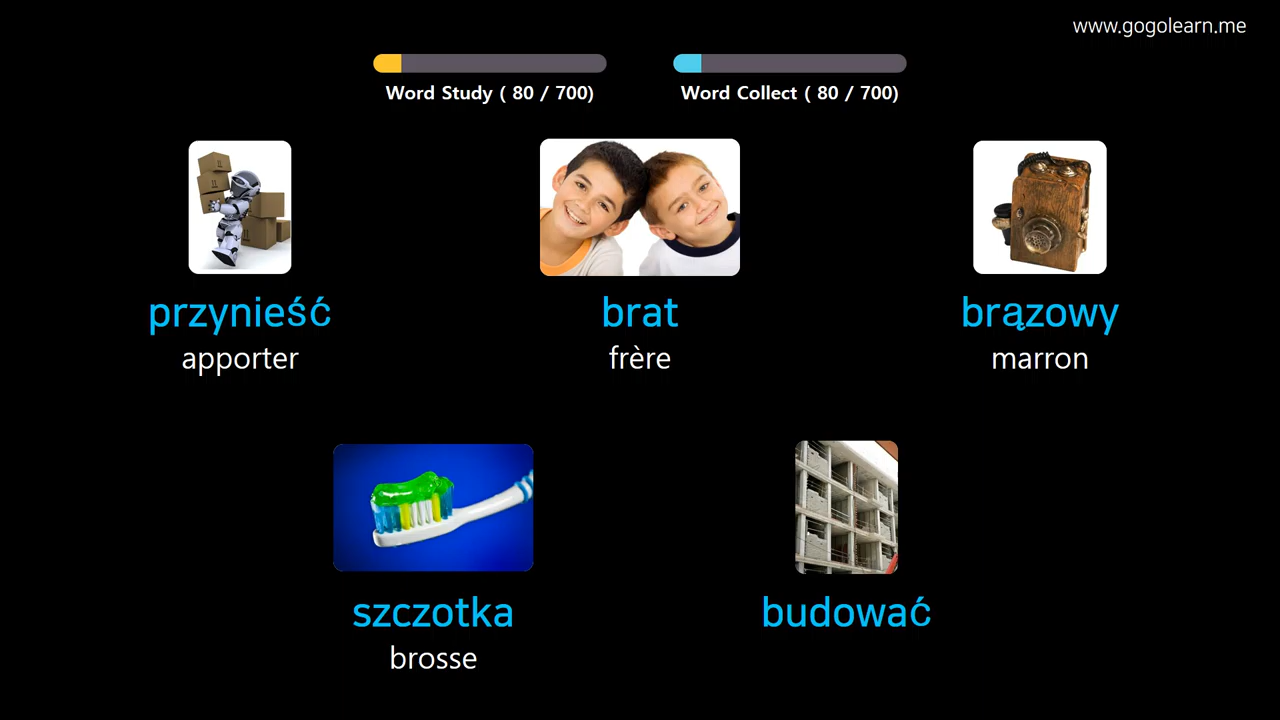 www.gogolearn.me
Word Study ( 80 / 700)
Word Collect ( 80 / 700)
przynieść
apporter
brat
frère
brązowy
marron
szczotka
brosse
budować